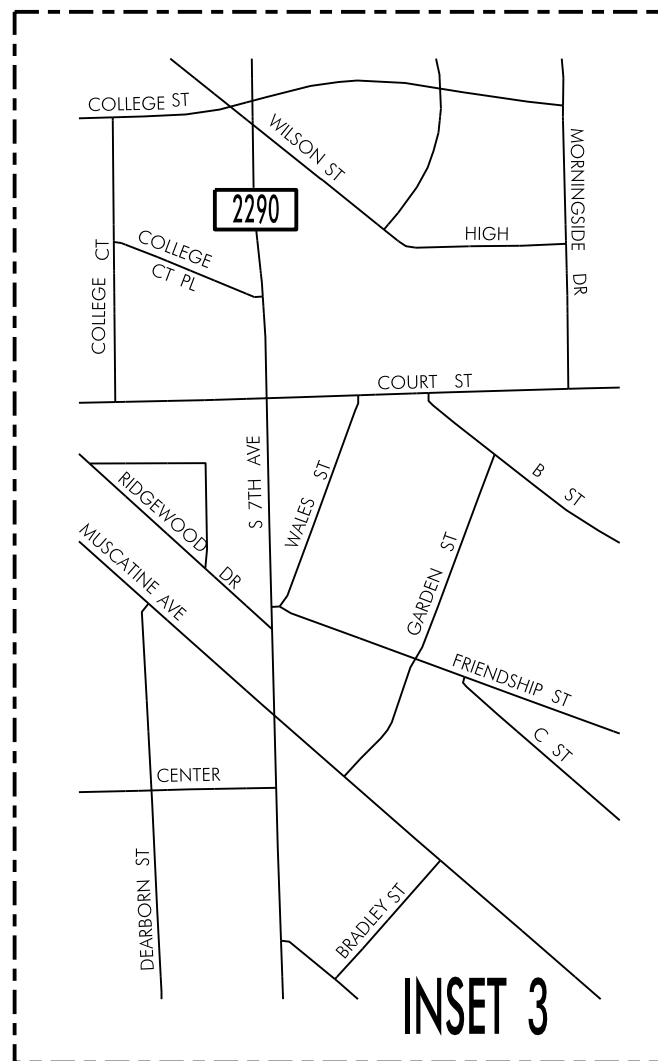 COLLEGE ST
WILSON ST
MORNINGSIDE DR
2290
COLLEGE CT
COLLEGE
CT PL
HIGH
COURT ST
S 7TH AVE
WALES ST
B ST
RIDGEWOOD DR
MUSCATINE AVE
GARDEN ST
FRIENDSHIP ST
C ST
CENTER
DEARBORN ST
BRADLEY ST
INSET 3